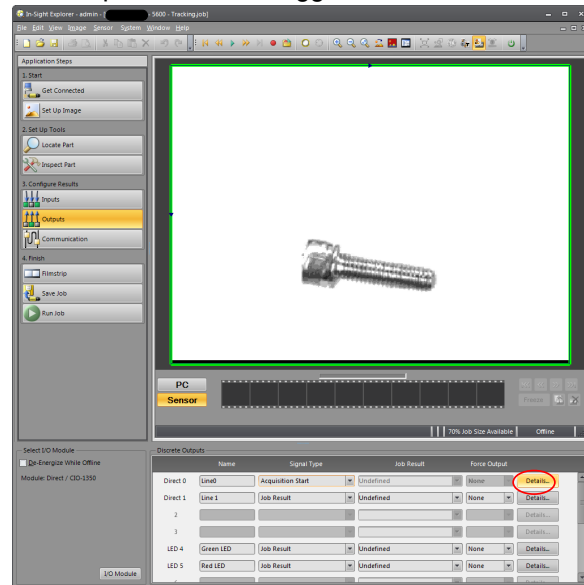 In-Sight Explorer - admin - [
- 5600 - Tracking.job]
File Edit View Image Sensor System Window Help
Application Steps
1. Start
Get Connected
Set Up Image
2. Set Up Tools
Locate Part
Inspect Part
3. Configure Results
Inputs
Outputs
Communication
4. Finish
Filmstrip
Save Job
Run Job
PC
Sensor
Freeze
70% Job Size Available
Offline
Select I/O Module
De-Energize While Offline
Module: Direct / CIO-1350
I/O Module
Discrete Outputs
Name Signal Type Job Result Force Output
Direct 0 Line0 Acquisition Start Undefined None Details...
Direct 1 Line 1 Job Result Undefined None Details...
2 Details...
3 Details...
LED 4 Green LED Job Result Undefined None Details...
LED 5 Red LED Job Result Undefined None Details...